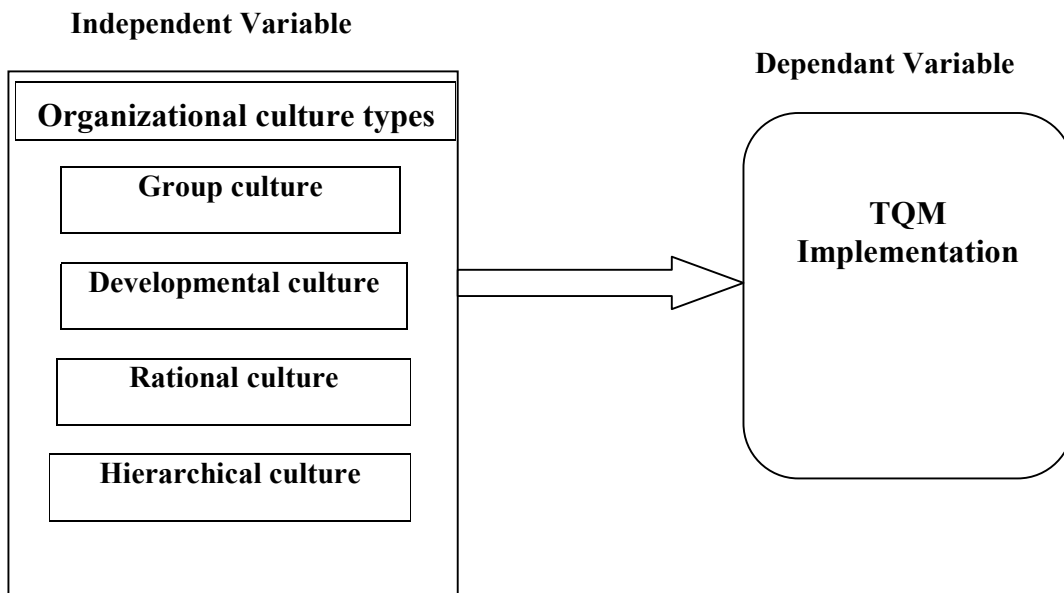 Independent Variable
Organizational culture types
Group culture
Developmental culture
Rational culture
Hierarchical culture
Dependant Variable
TQM
Implementation